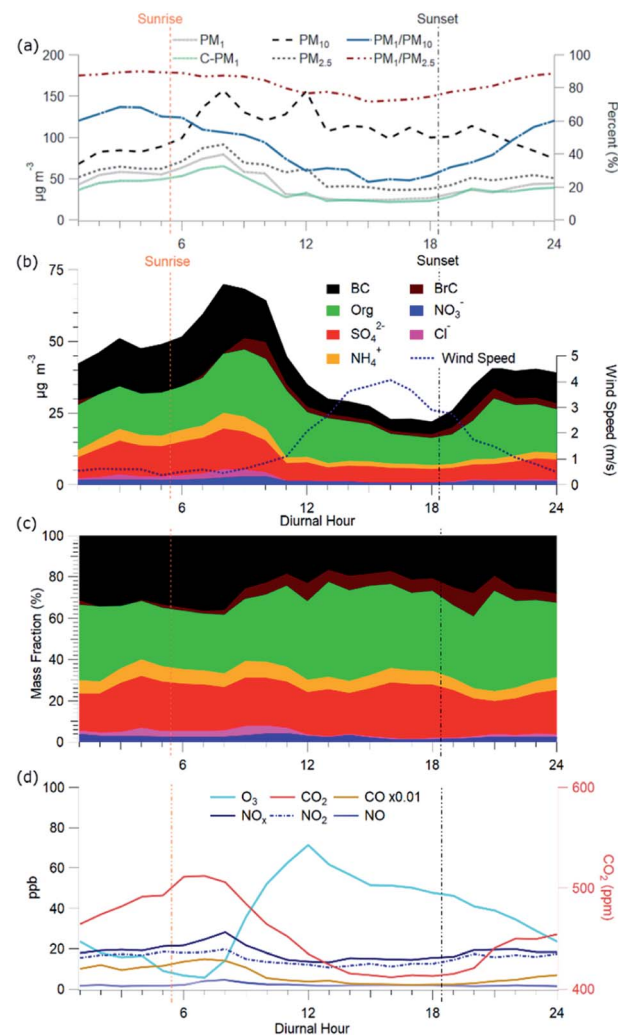 (a)
Sunrise
Sunset
PM1 PM10 PM1/PM10
C-PM1 PM2.5 PM1/PM2.5
200
150
100
50
0
µg m-3
100
80
60
40
20
0
Percent (%)
6 12 18 24
(b)
Sunrise
Sunset
75
50
25
0
µg m-3
BC BrC
Org NO3-
SO42- Cl-
NH4+ Wind Speed
5
4
3
2
1
0
Wind Speed (m/s)
6 12 18 24
Diurnal Hour
(c)
100
80
60
40
20
0
Mass Fraction (%)
6 12 18 24
(d)
O3 CO2 CO x0.01
NOx NO2 NO
100
80
60
40
20
0
ppb
600
500
400
CO2 (ppm)
6 12 18 24
Diurnal Hour